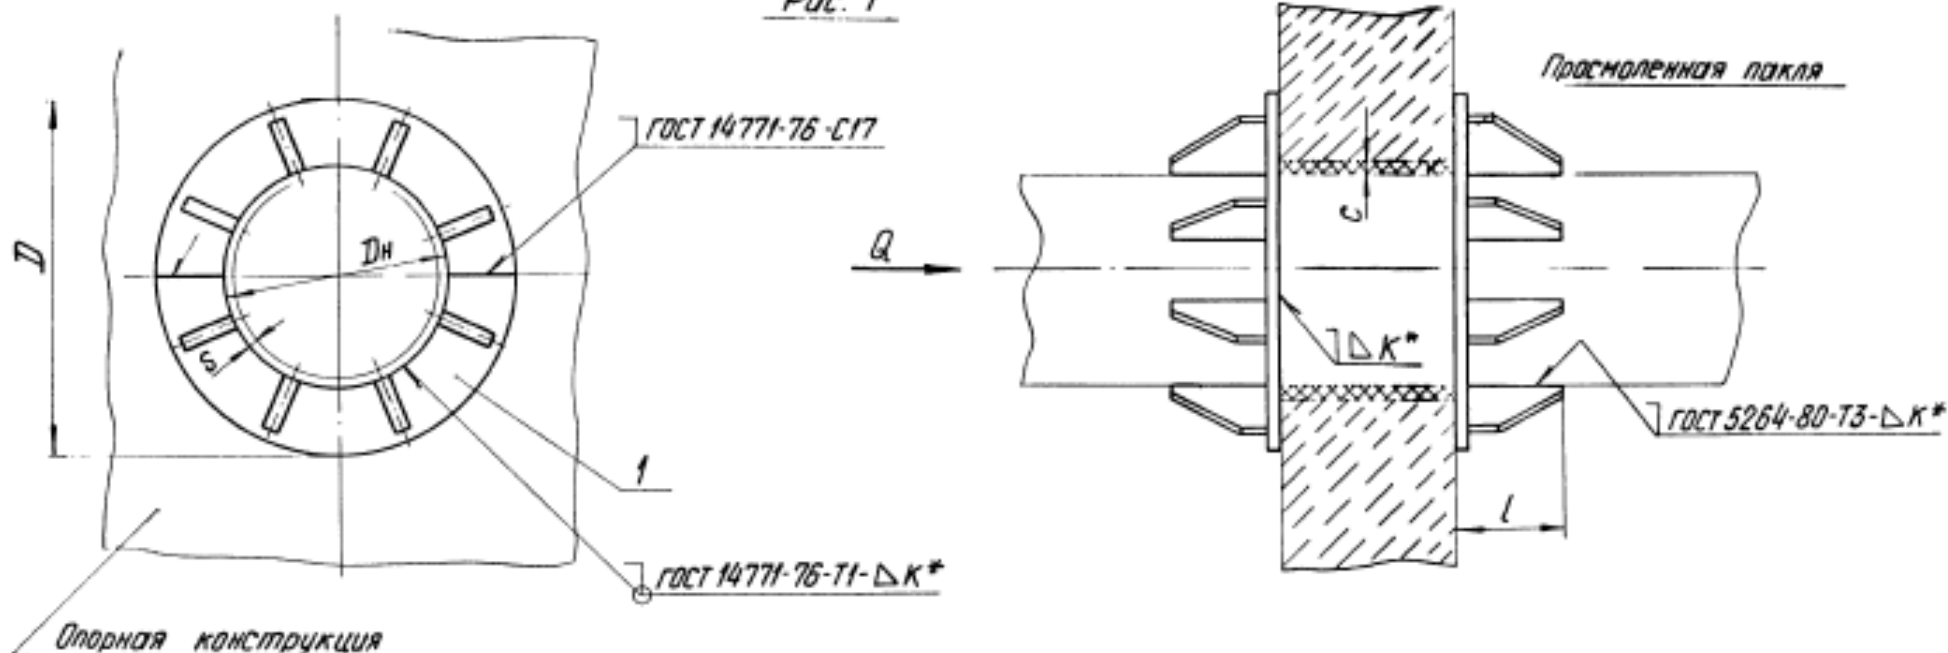 Рис. 1
Просмоленная пакля
ГОСТ 14771-76-С17
D
Dн
S
Q
С
△K*
ГОСТ 5264-80-Т3-△K*
1
l
ГОСТ 14771-76-Т1-△K*
Опорная конструкция